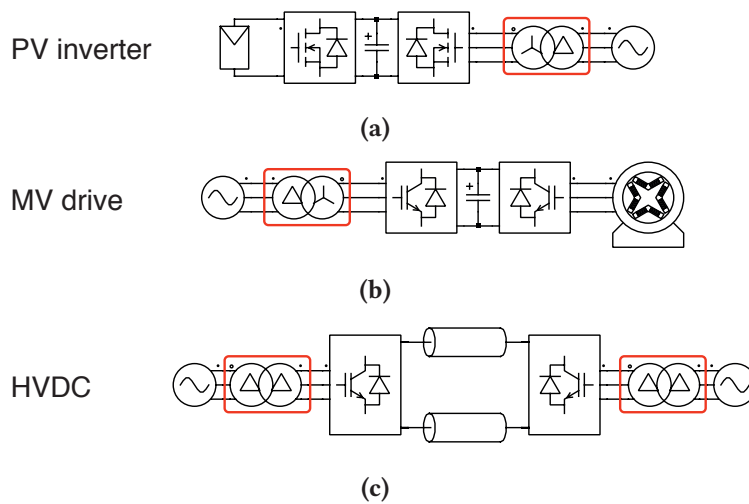 PV inverter
+
(a)
MV drive
+
(b)
HVDC
(c)